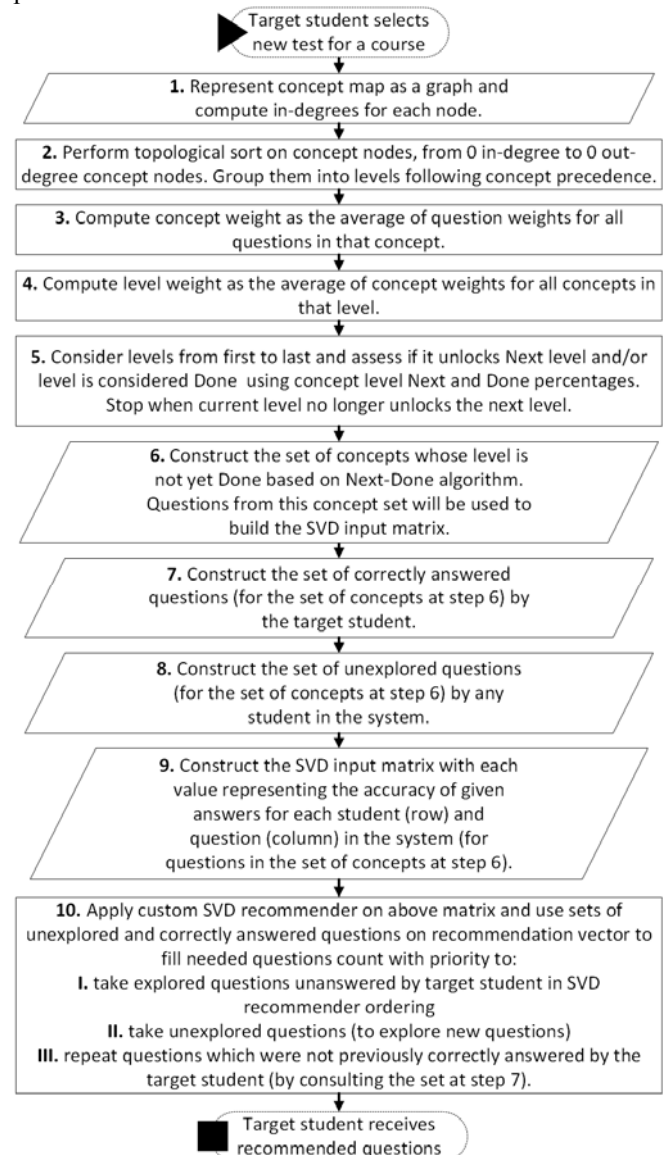 Target student selects
new test for a course
1. Represent concept map as a graph and
compute in-degrees for each node.
2. Perform topological sort on concept nodes, from 0 in-degree to 0 out-
degree concept nodes. Group them into levels following concept precedence.
3. Compute concept weight as the average of question weights for all
questions in that concept.
4. Compute level weight as the average of concept weights for all concepts in
that level.
5. Consider levels from first to last and assess if it unlocks Next level and/or
level is considered Done using concept level Next and Done percentages.
Stop when current level no longer unlocks the next level.
6. Construct the set of concepts whose level is
not yet Done based on Next-Done algorithm.
Questions from this concept set will be used to
build the SVD input matrix.
7. Construct the set of correctly answered
questions (for the set of concepts at step 6) by
the target student.
8. Construct the set of unexplored questions
(for the set of concepts at step 6) by any
student in the system.
9. Construct the SVD input matrix with each
value representing the accuracy of given
answers for each student (row) and
question (column) in the system (for
questions in the set of concepts at step 6).
10. Apply custom SVD recommender on above matrix and use sets of
unexplored and correctly answered questions on recommendation vector to
fill needed questions count with priority to:
I. take explored questions unanswered by target student in SVD
recommender ordering
II. take unexplored questions (to explore new questions)
III. repeat questions which were not previously correctly answered by the
target student (by consulting the set at step 7).
Target student receives
recommended questions